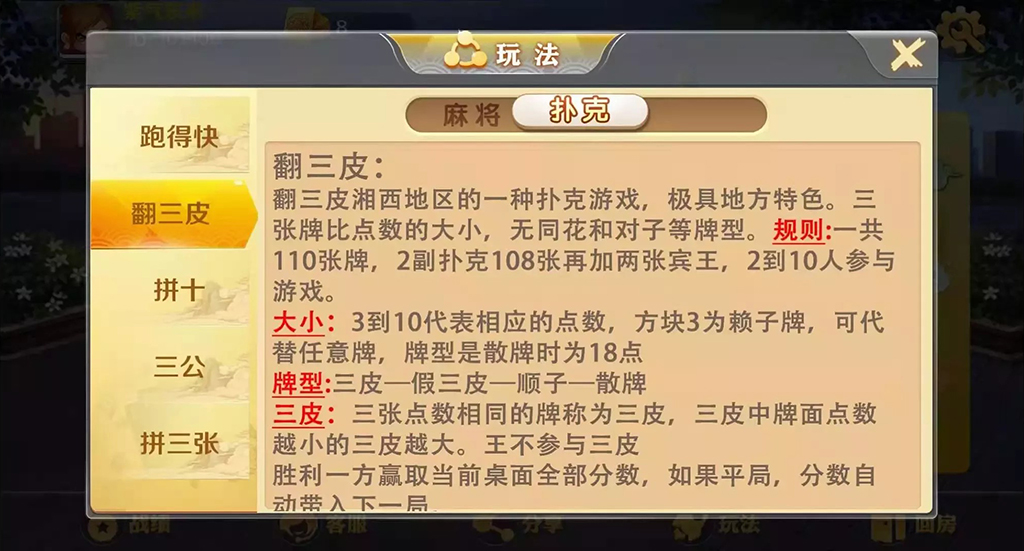 玩法
麻将
扑克
跑得快
翻三皮
拼十
三公
拼三张
翻三皮：
翻三皮湘西地区的一种扑克游戏，极具地方特色。三
张牌比点数的大小，无同花和对子等牌型。规则:一共
110张牌，2副扑克108张再加两张宾王，2到10人参与
游戏。
大小：3到10代表相应的点数，方块3为赖子牌，可代
替任意牌，牌型是散牌时为18点
牌型:三皮—假三皮—顺子—散牌
三皮：三张点数相同的牌称为三皮，三皮中牌面点数
越小的三皮越大。王不参与三皮
胜利一方赢取当前桌面全部分数，如果平局，分数自
动带入下一局。
战绩
客服
分享
玩法
回房